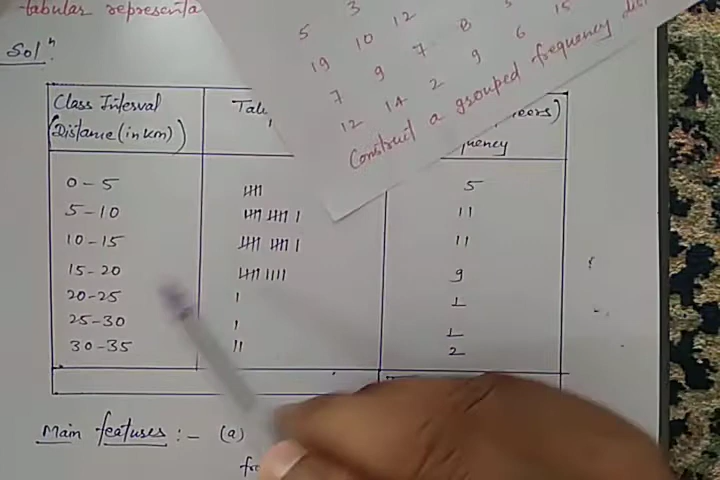 tabular representa
5 3 12
19 10 7 8
7 9 2 9 6 15
12 14
Construct a grouped frequency
Solⁿ.
Class Interval
(Distance (in km))
0-5 5
5-10 11
10-15 11
15-20 9
20-25 1
25-30 1
30-35 2
Main featuses :- (a)